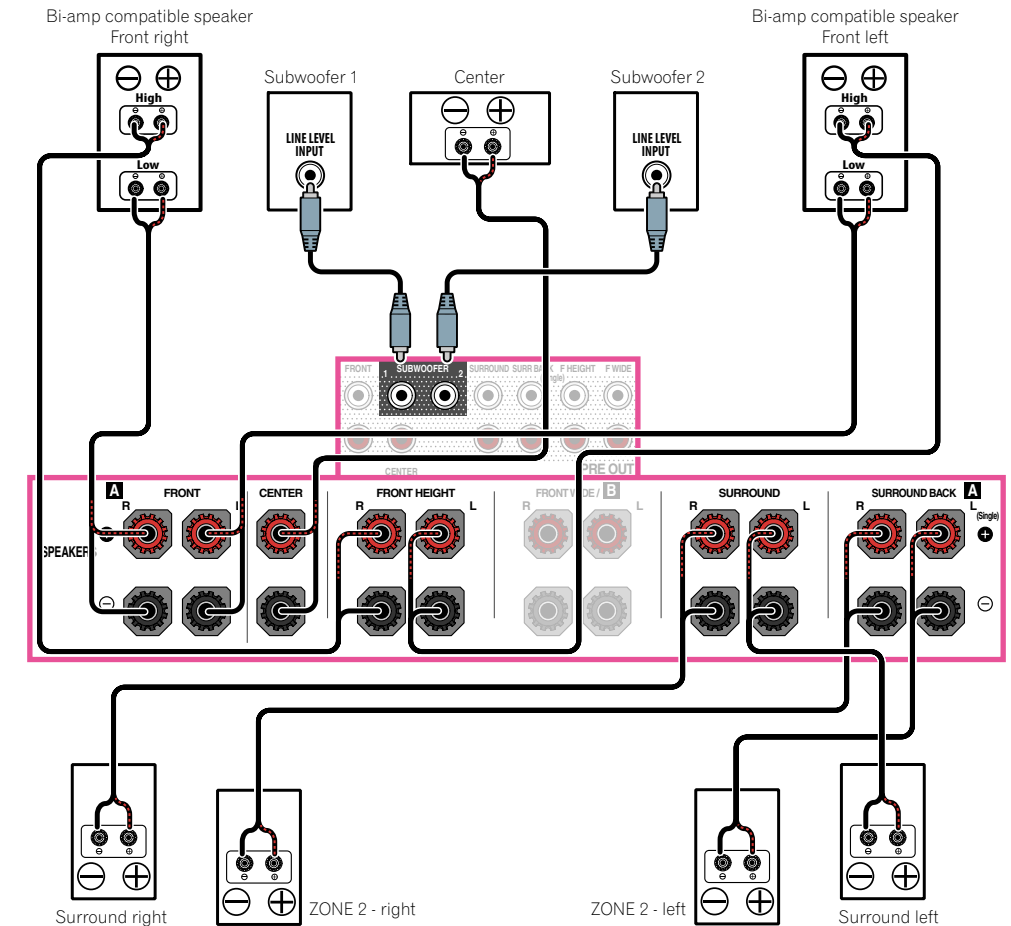 Bi-amp compatible speaker
Front right
Bi-amp compatible speaker
Front left
Subwoofer 1
Center
Subwoofer 2
High
Low
LINE LEVEL
INPUT
LINE LEVEL
INPUT
High
Low
FRONT
SUBWOOFER
1
2
SURROUND
SURR BACK
F HEIGHT
F WIDE
CENTER
PRE OUT
A
FRONT
CENTER
FRONT HEIGHT
FRONT WIDE / B
SURROUND
SURROUND BACK A
R
R
L
R
L
R
L
R
L
(Single)
SPEAKERS
Surround right
ZONE 2 - right
ZONE 2 - left
Surround left